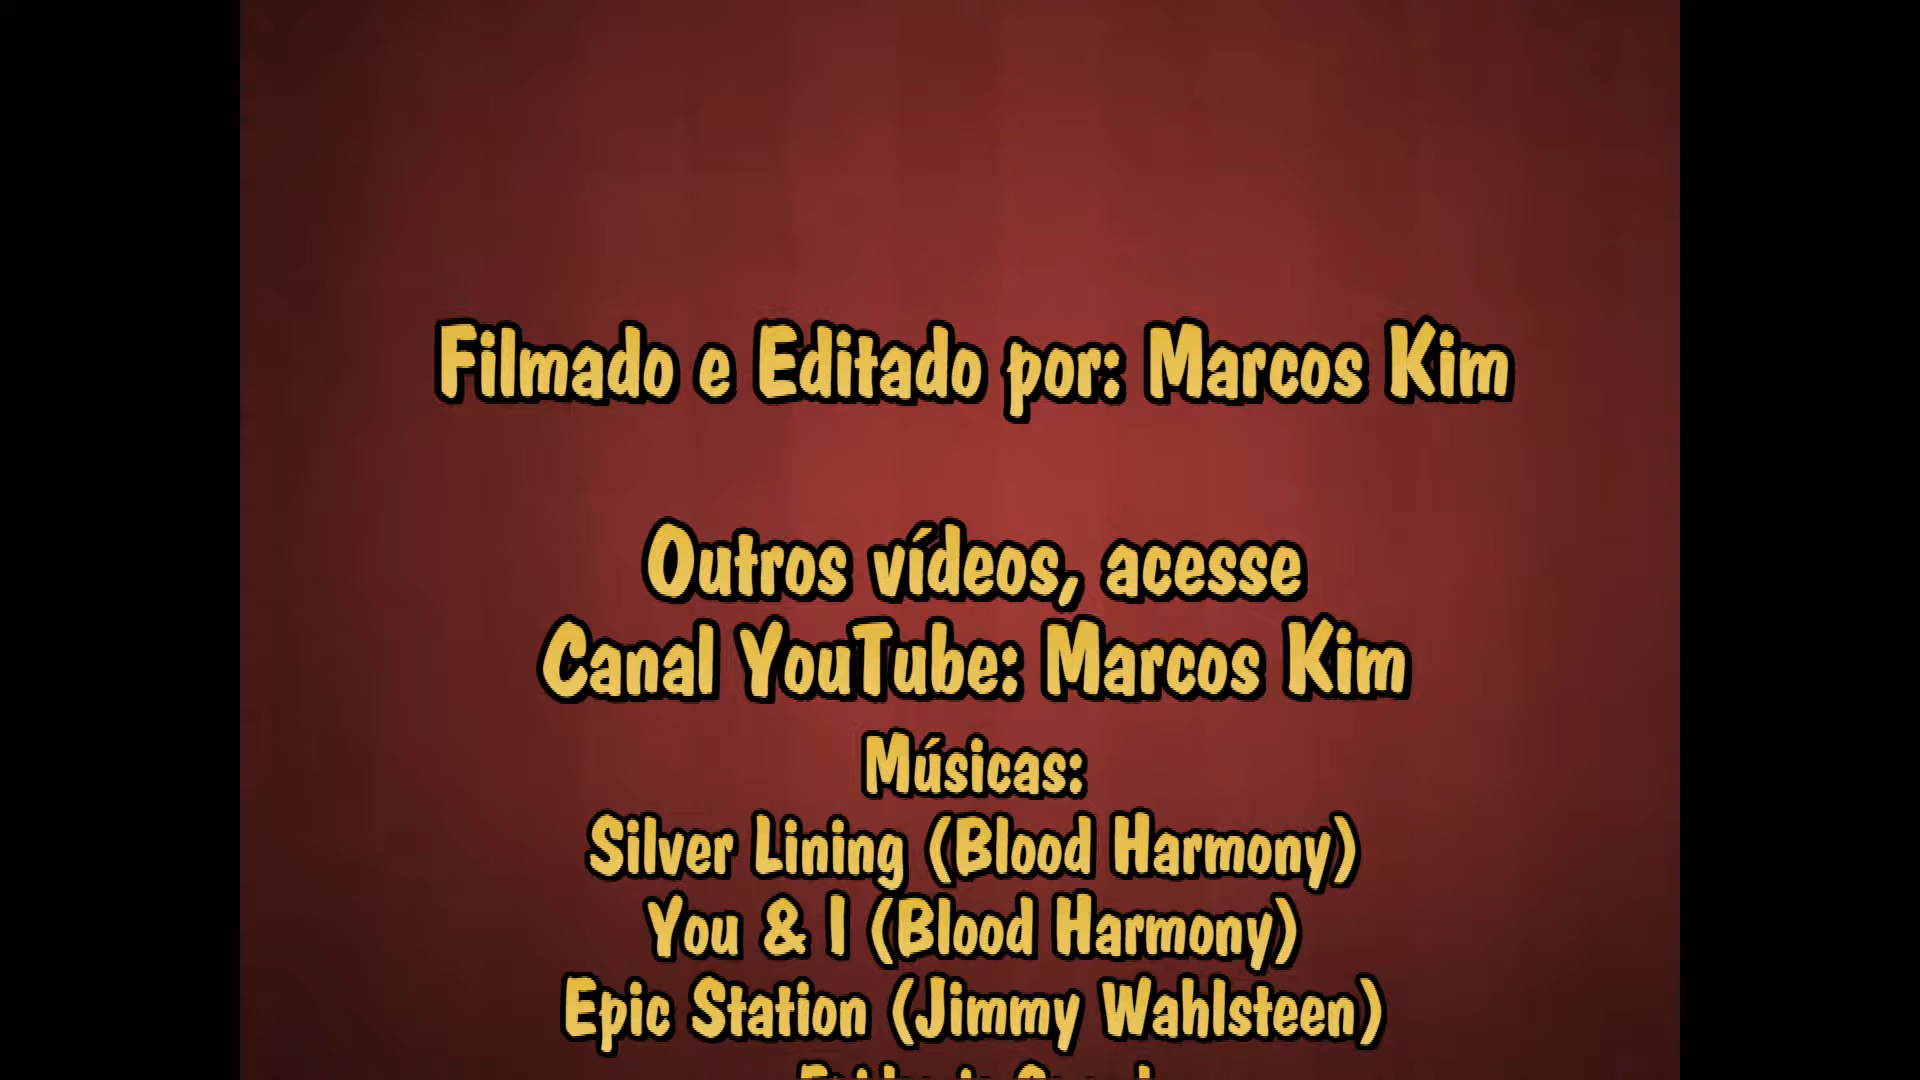 Filmado e Editado por: Marcos Kim
Outros vídeos, acesse
Canal YouTube: Marcos Kim
Músicas:
Silver Lining (Blood Harmony)
You & I (Blood Harmony)
Epic Station (Jimmy Wahlsteen)